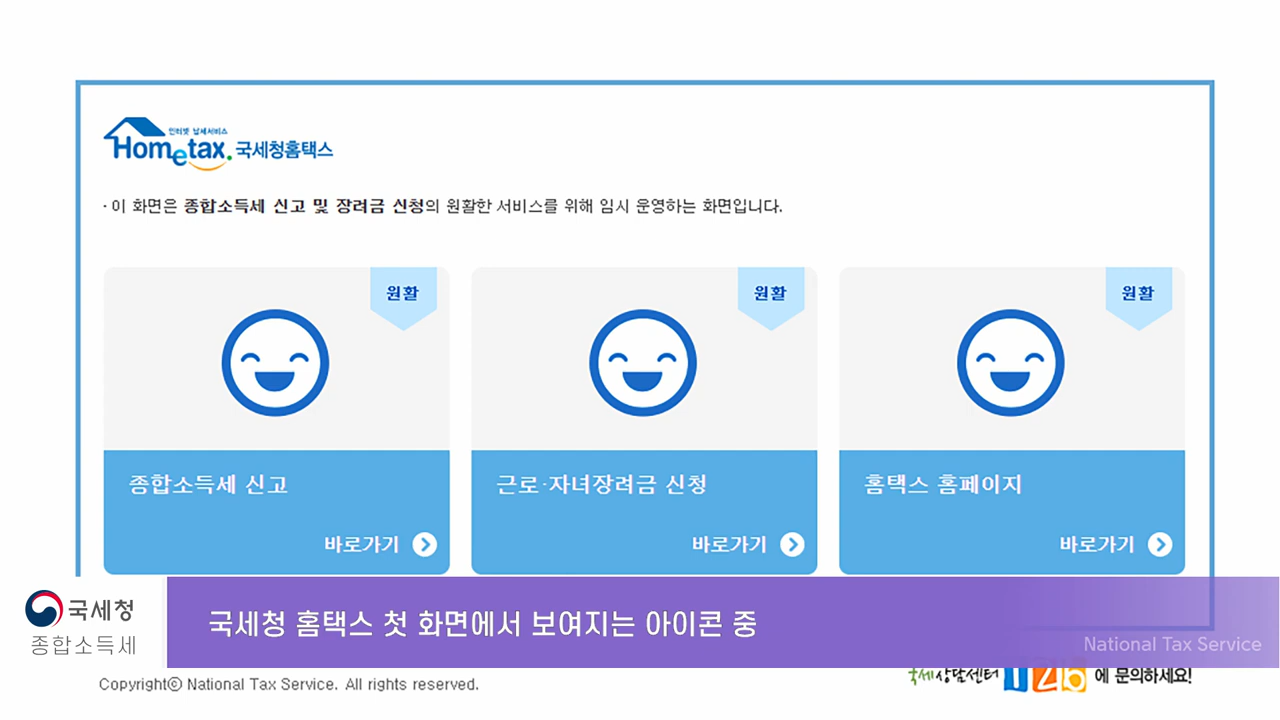 인터넷 납세서비스
Hometax. 국세청홈택스
· 이 화면은 종합소득세 신고 및 장려금 신청의 원활한 서비스를 위해 임시 운영하는 화면입니다.
원활
원활
원활
종합소득세 신고
바로가기
근로·자녀장려금 신청
바로가기
홈택스 홈페이지
바로가기
국세청
종합소득세
국세청 홈택스 첫 화면에서 보여지는 아이콘 중
National Tax Service
Copyrightⓒ National Tax Service. All rights reserved.
국세상담센터 126 에 문의하세요!